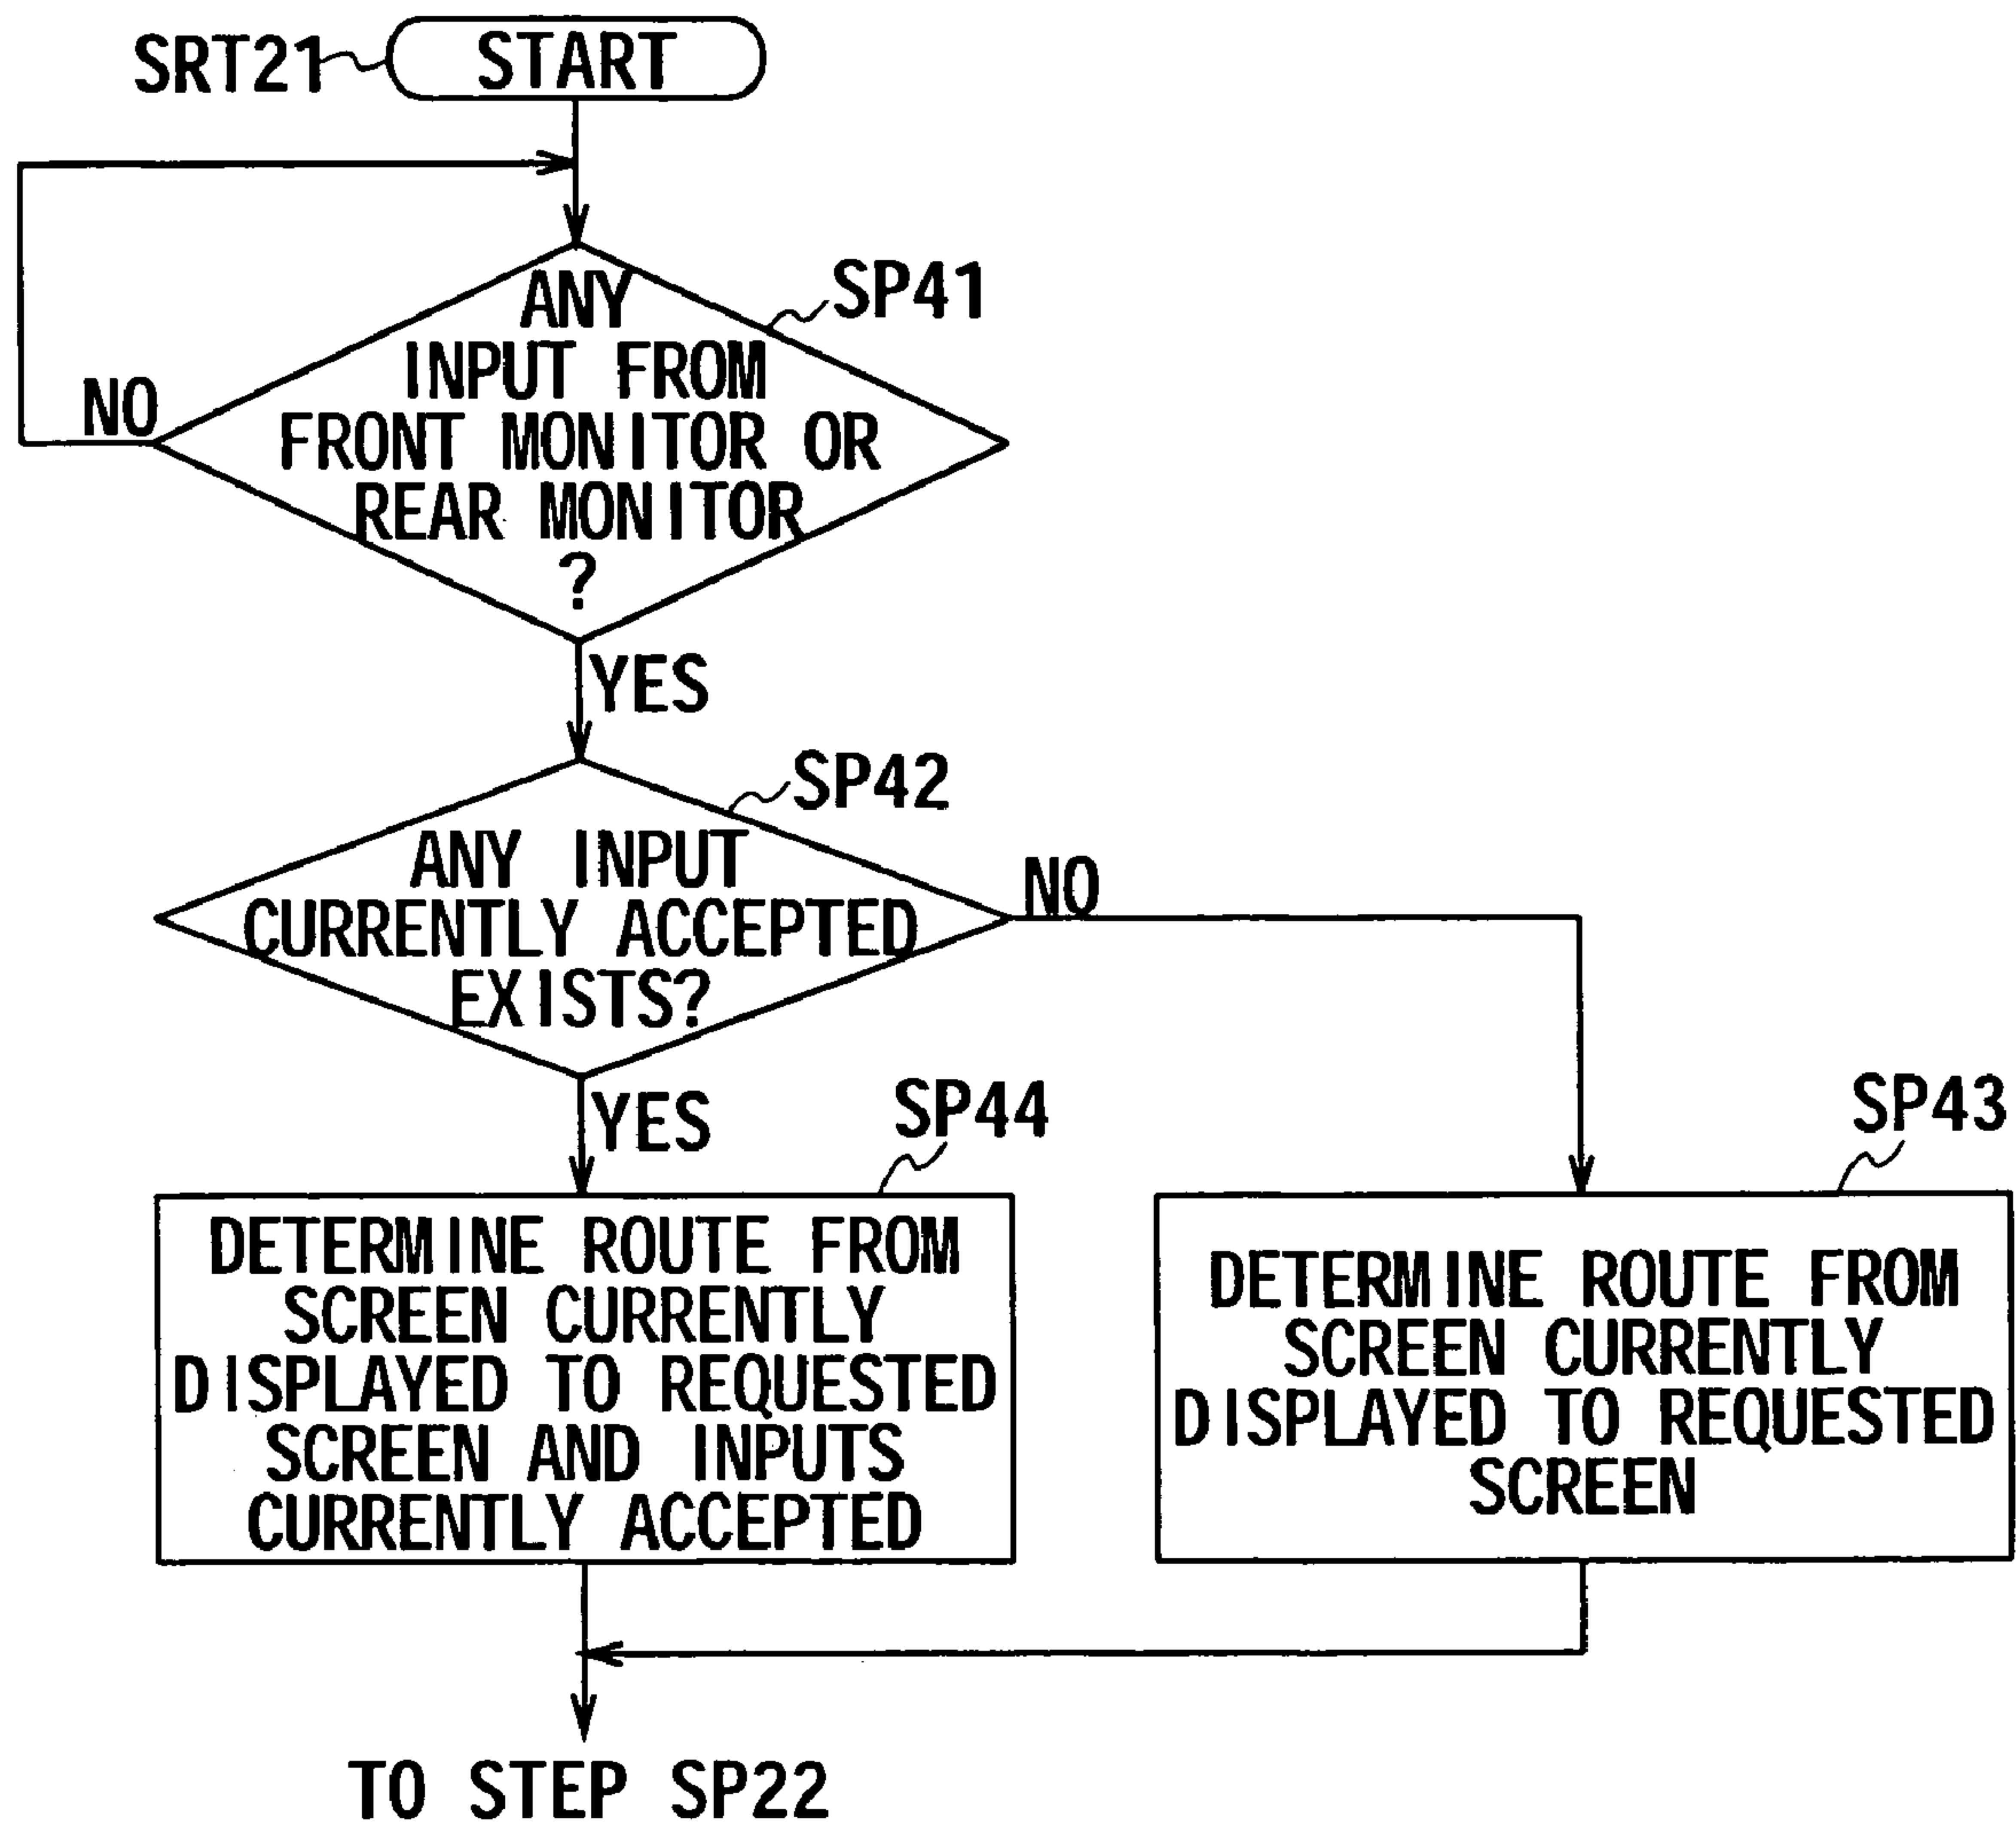 SRT21
START
SP41
ANY
INPUT FROM
NO
FRONT MONITOR OR
REAR MONITOR
?
YES
SP42
ANY INPUT
NO
CURRENTLY ACCEPTED
EXISTS?
YES
SP44
SP43
DETERMINE ROUTE FROM
SCREEN CURRENTLY
DISPLAYED TO REQUESTED
SCREEN AND INPUTS
CURRENTLY ACCEPTED
DETERMINE ROUTE FROM
SCREEN CURRENTLY
DISPLAYED TO REQUESTED
SCREEN
TO STEP SP22